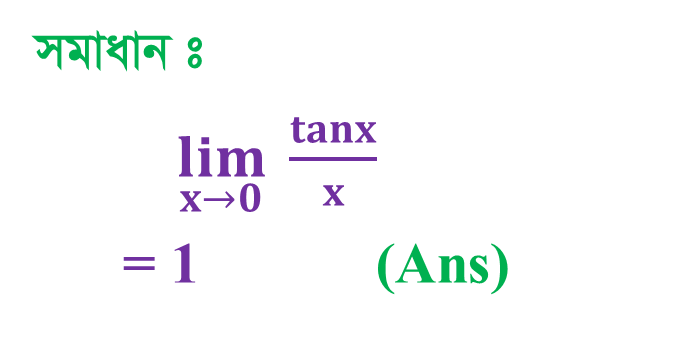 সমাধান ঃ
lim x→0 tanx/x
= 1 (Ans)